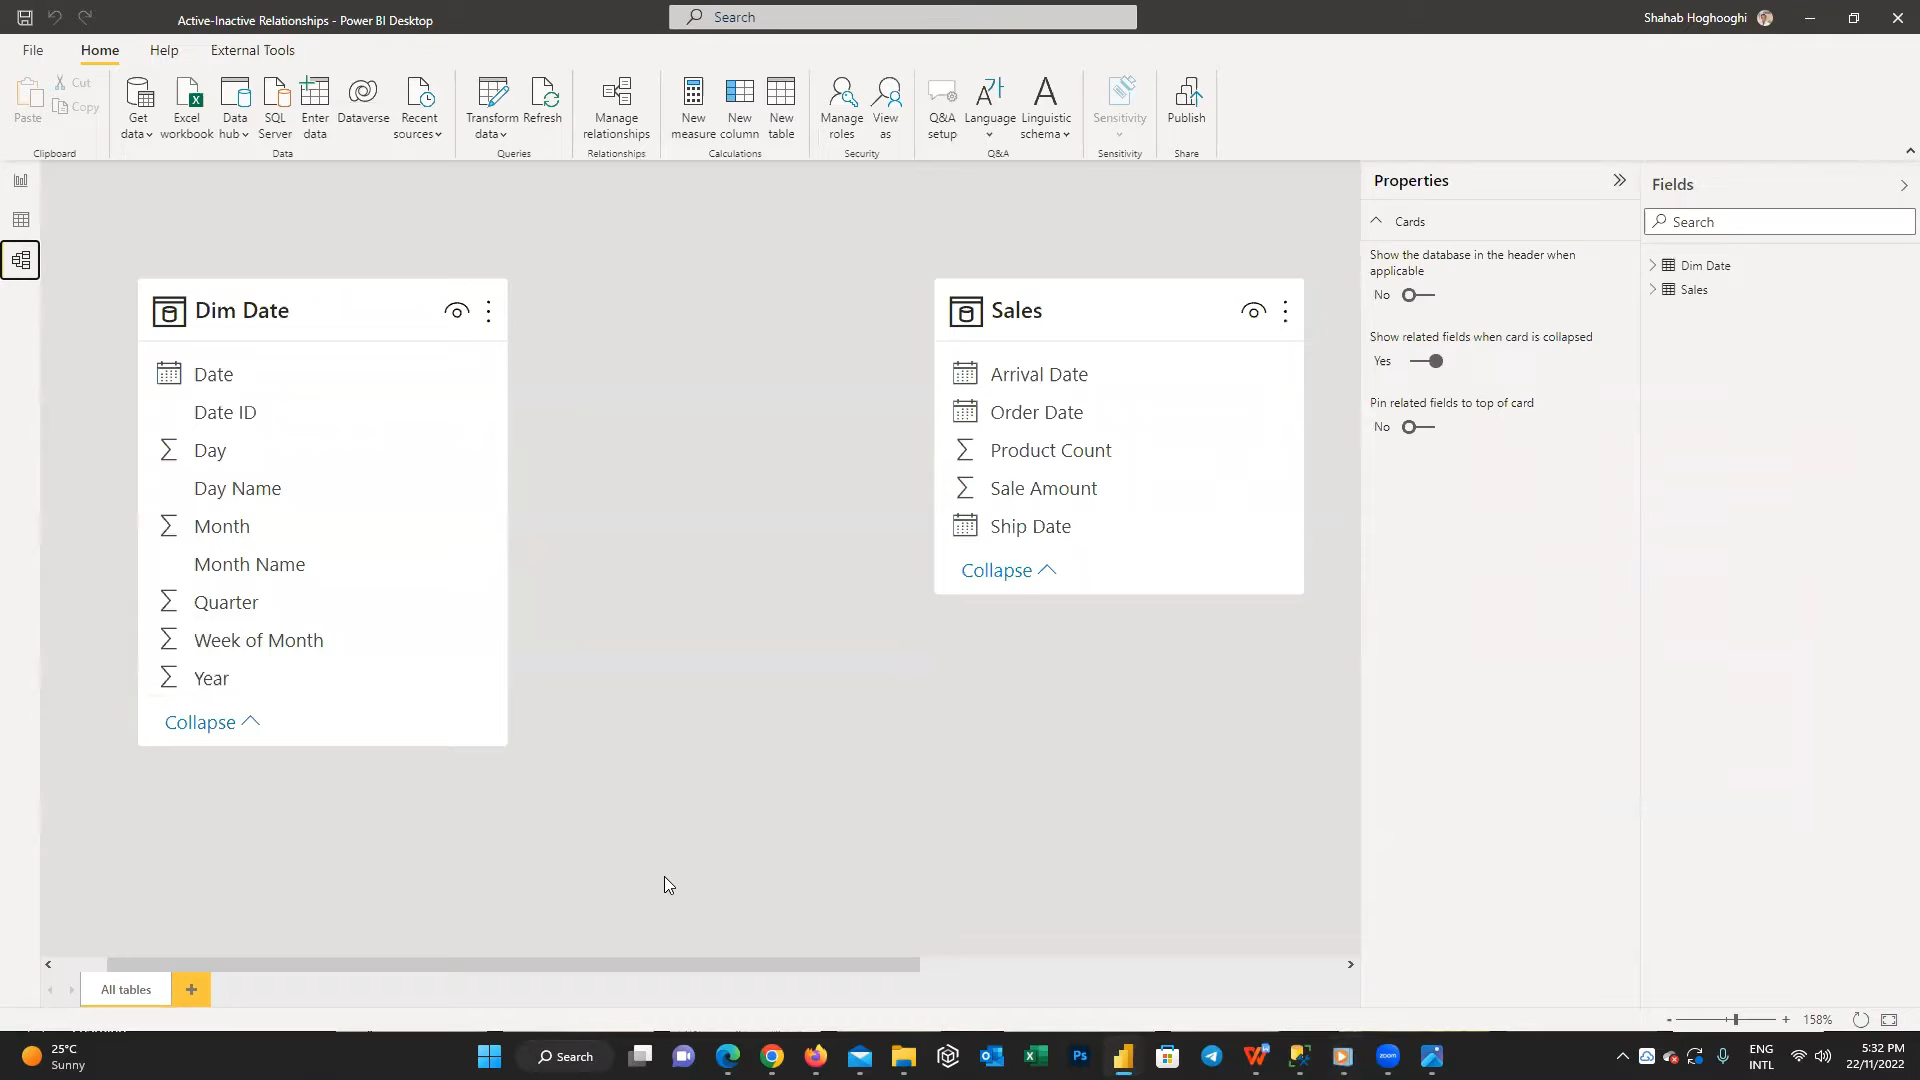 Active-Inactive Relationships - Power BI Desktop
Search
Shahab Hoghooghi
File
Home
Help
External Tools
Paste
Cut
Copy
Clipboard
Get data
Excel workbook
Data hub
SQL Server
Enter data
Dataverse
Recent sources
Data
Transform data
Refresh
Queries
Manage relationships
Relationships
New measure
New column
New table
Calculations
Manage roles
View as
Security
Q&A setup
Language
Linguistic schema
Q&A
Sensitivity
Sensitivity
Publish
Share
Dim Date
Date
Date ID
Day
Day Name
Month
Month Name
Quarter
Week of Month
Year
Collapse
Sales
Arrival Date
Order Date
Product Count
Sale Amount
Ship Date
Collapse
Properties
Cards
Show the database in the header when
applicable
No
Show related fields when card is collapsed
Yes
Pin related fields to top of card
No
Fields
Search
Dim Date
Sales
All tables
+
- + 158%
25°C
Sunny
Search
Ps
zoom
ENG
INTL
5:32 PM
22/11/2022